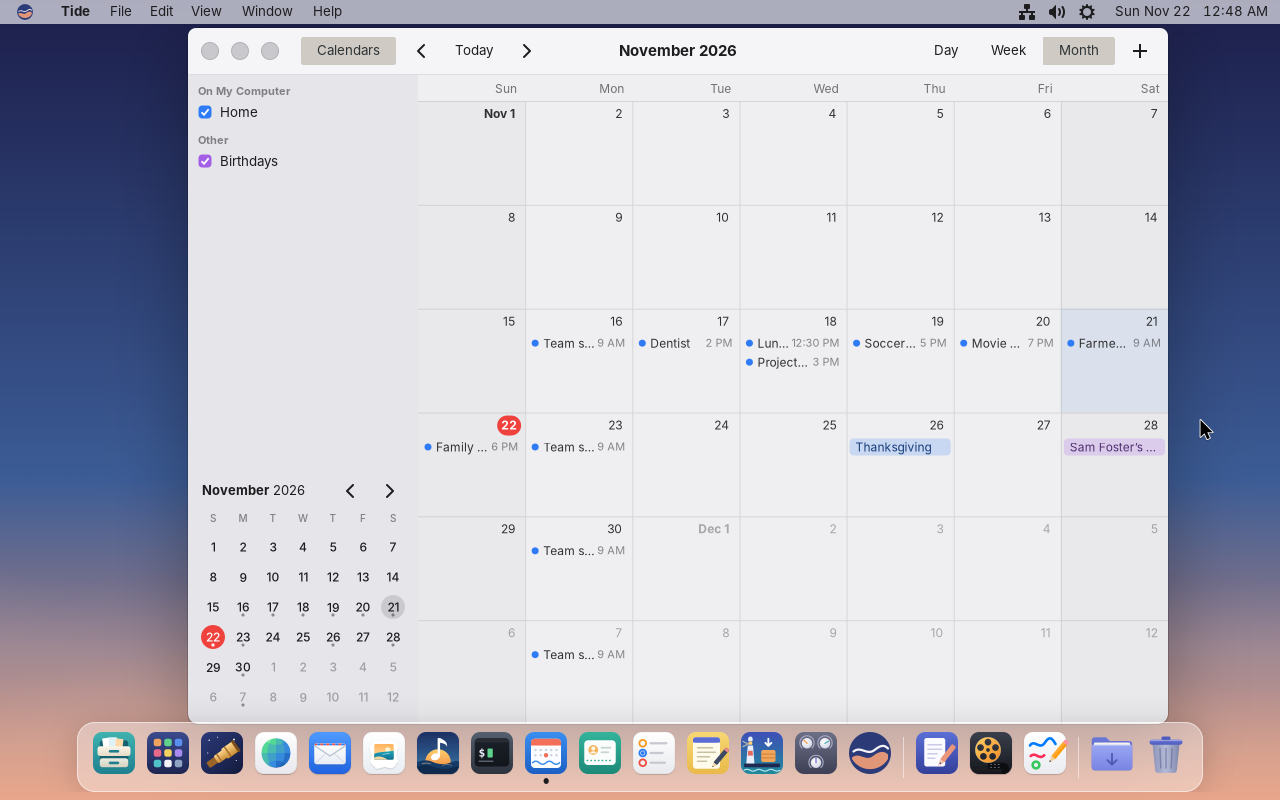 Tide File Edit View Window Help Sun Nov 22 12:48 AM
Calendars Today November 2026 Day Week Month
On My Computer
Home
Other
Birthdays
Sun Mon Tue Wed Thu Fri Sat
Nov 1 2 3 4 5 6 7
8 9 10 11 12 13 14
15 16 17 18 19 20 21
Team s... 9 AM Dentist 2 PM Lun... 12:30 PM Soccer... 5 PM Movie ... 7 PM Farme... 9 AM
Project... 3 PM
22 23 24 25 26 27 28
Family ... 6 PM Team s... 9 AM Thanksgiving Sam Foster's ...
29 30 Dec 1 2 3 4 5
Team s... 9 AM
6 7 8 9 10 11 12
Team s... 9 AM
November 2026
S M T W T F S
1 2 3 4 5 6 7
8 9 10 11 12 13 14
15 16 17 18 19 20 21
22 23 24 25 26 27 28
29 30 1 2 3 4 5
6 7 8 9 10 11 12
$